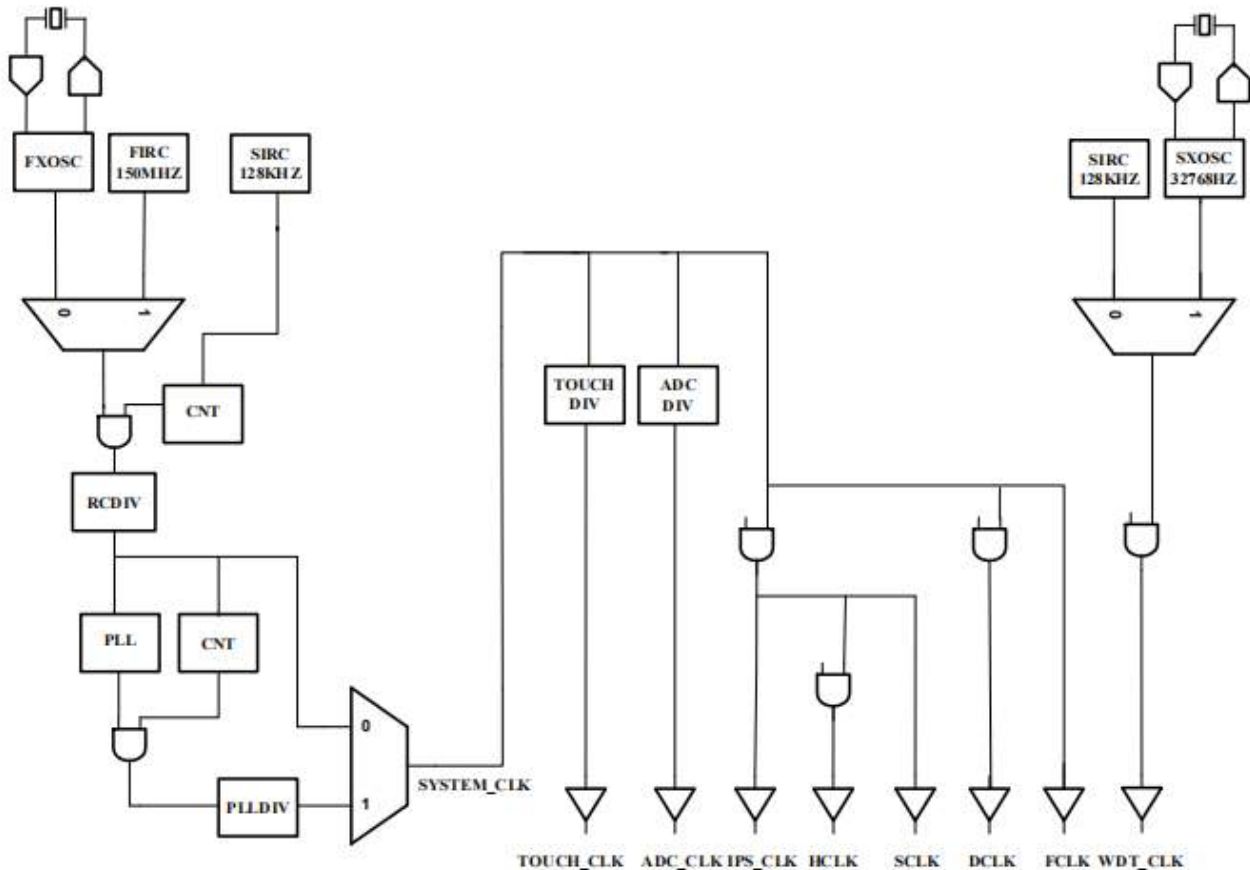 FXOSC
FIRC
150MHZ
SIRC
128KHZ
SIRC
128KHZ
SXOSC
32768HZ
0
1
0
1
CNT
TOUCH
DIV
ADC
DIV
RCDIV
PLL
CNT
0
1
SYSTEM_CLK
PLLDIV
TOUCH_CLK
ADC_CLK
IPS_CLK
HCLK
SCLK
DCLK
FCLK
WDT_CLK